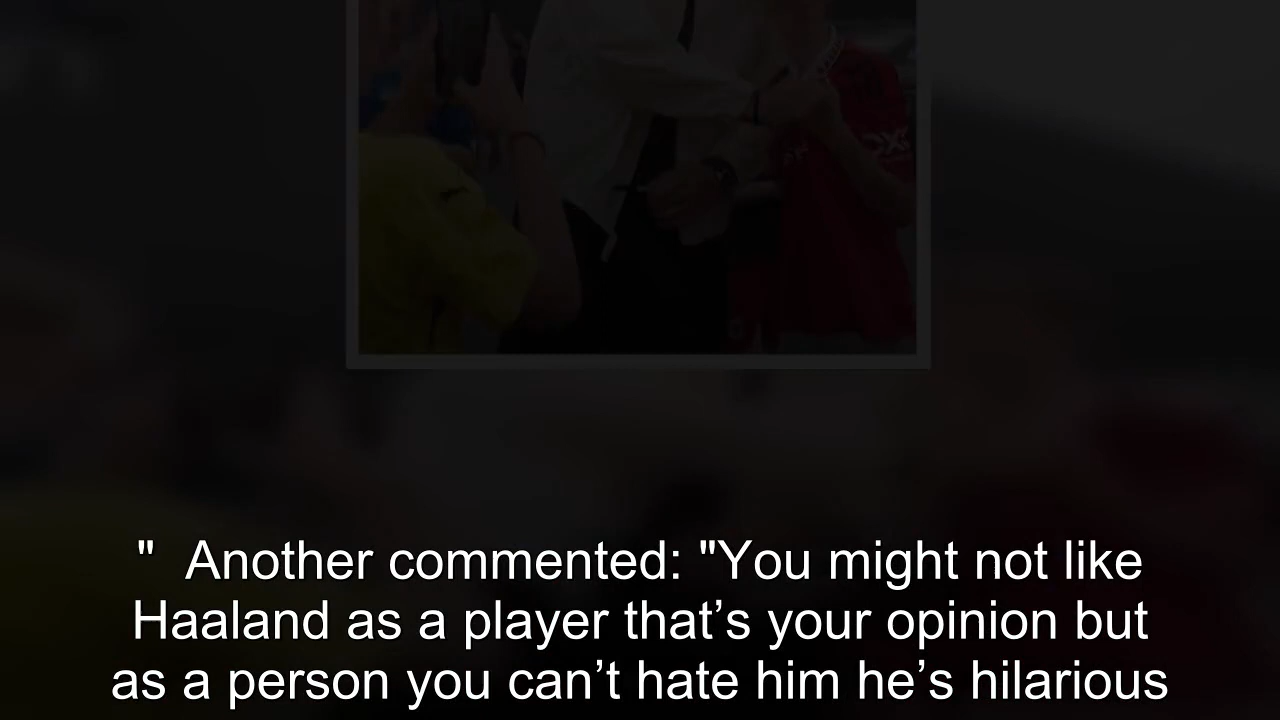 "  Another commented: "You might not like
Haaland as a player that’s your opinion but
as a person you can’t hate him he’s hilarious